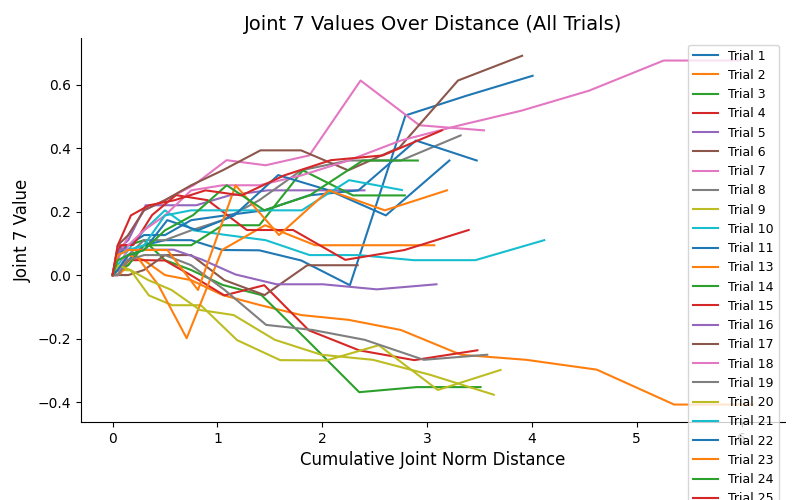 Joint 7 Values Over Distance (All Trials)
Joint 7 Value
0.6
0.4
0.2
0.0
−0.2
−0.4
0 1 2 3 4 5 6
Cumulative Joint Norm Distance
Trial 1
Trial 2
Trial 3
Trial 4
Trial 5
Trial 6
Trial 7
Trial 8
Trial 9
Trial 10
Trial 11
Trial 13
Trial 14
Trial 15
Trial 16
Trial 17
Trial 18
Trial 19
Trial 20
Trial 21
Trial 22
Trial 23
Trial 24
Trial 25